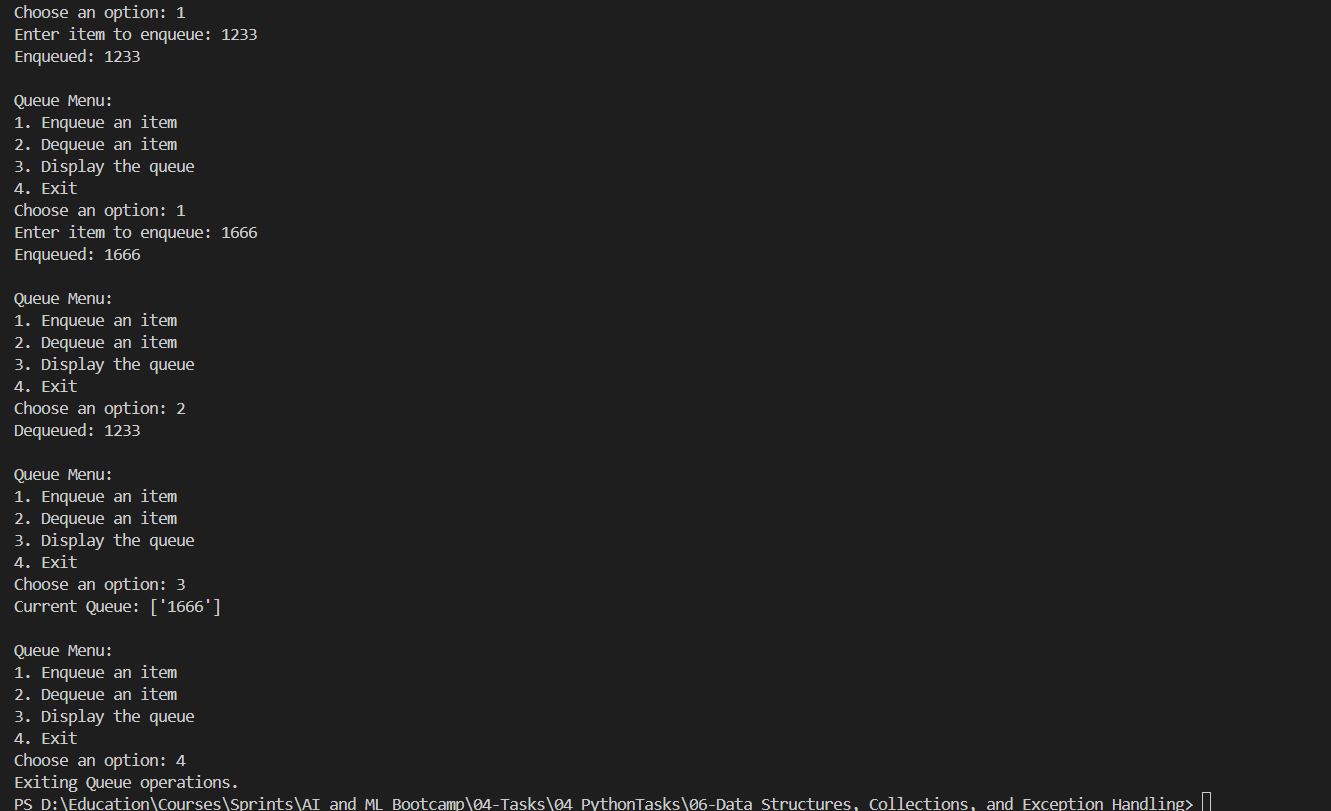 Choose an option: 1
Enter item to enqueue: 1233
Enqueued: 1233
Queue Menu:
1. Enqueue an item
2. Dequeue an item
3. Display the queue
4. Exit
Choose an option: 1
Enter item to enqueue: 1666
Enqueued: 1666
Queue Menu:
1. Enqueue an item
2. Dequeue an item
3. Display the queue
4. Exit
Choose an option: 2
Dequeued: 1233
Queue Menu:
1. Enqueue an item
2. Dequeue an item
3. Display the queue
4. Exit
Choose an option: 3
Current Queue: ['1666']
Queue Menu:
1. Enqueue an item
2. Dequeue an item
3. Display the queue
4. Exit
Choose an option: 4
Exiting Queue operations.
PS D:\Education\Courses\Sprints\AI and ML Bootcamp\04-Tasks\04_PythonTasks\06-Data Structures, Collections, and Exception Handling>